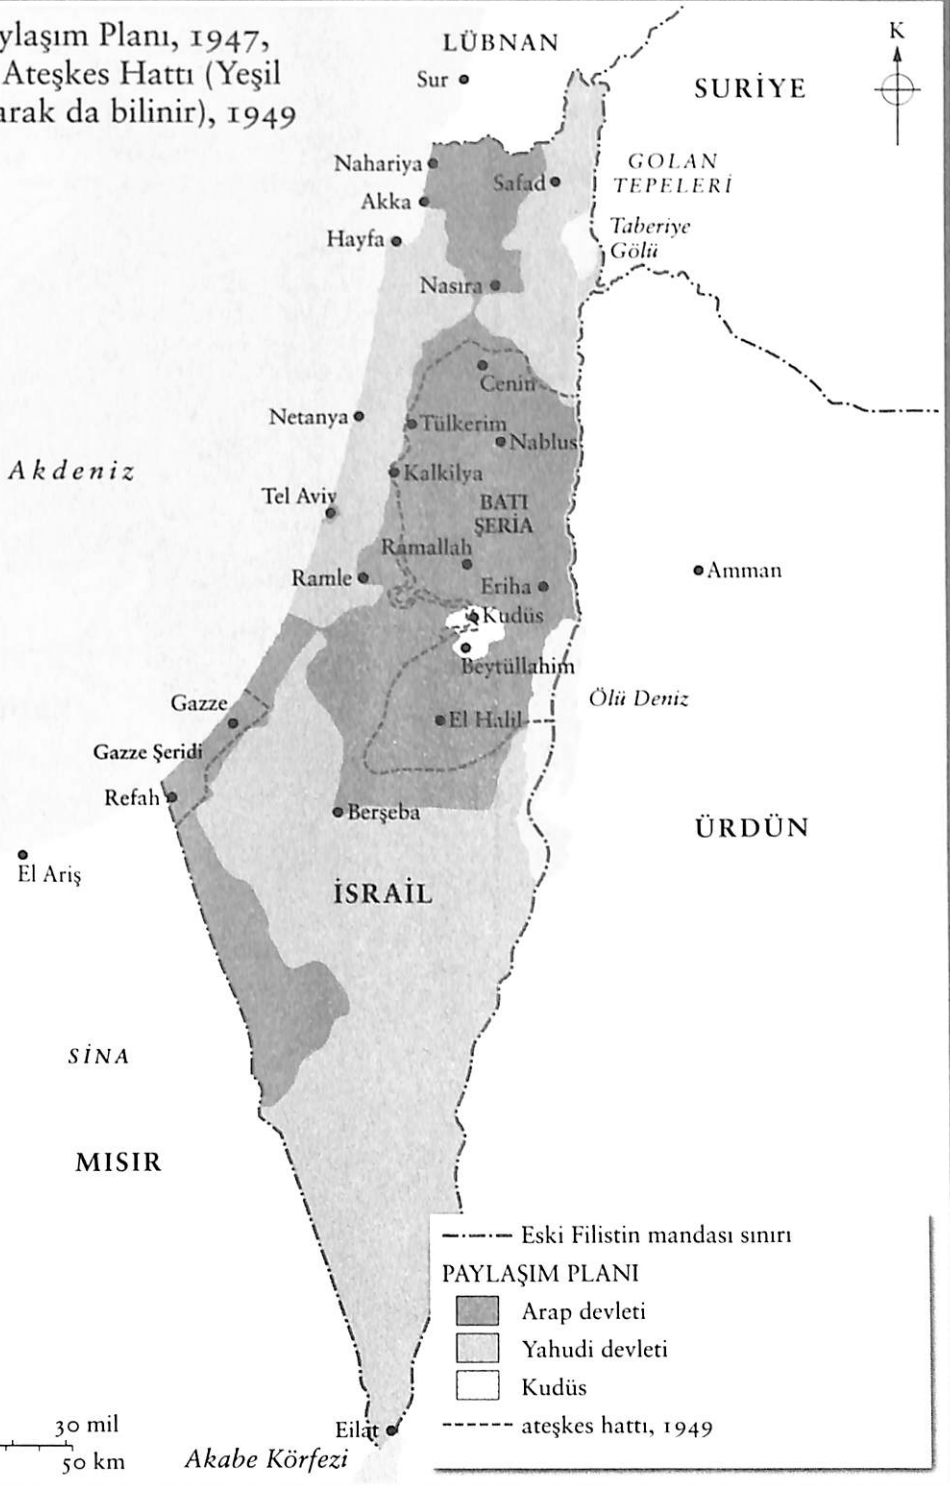 ylaşım Planı, 1947,
Ateşkes Hattı (Yeşil
arak da bilinir), 1949
LÜBNAN
K
Sur
SURİYE
Nahariya
GOLAN
TEPELERİ
Safad
Akka
Taberiye
Gölü
Hayfa
Nasıra
Cenin
Netanya
Tülkerim
Nablus
Akdeniz
Kalkilya
Tel Aviv
BATI
ŞERİA
Ramallah
Ramle
Eriha
Amman
Kudüs
Beytüllahim
Gazze
Ölü Deniz
El Halil
Gazze Şeridi
Refah
Berşeba
ÜRDÜN
El Ariş
İSRAİL
SİNA
MISIR
Eski Filistin mandası sınırı
PAYLAŞIM PLANI
Arap devleti
Yahudi devleti
Kudüs
ateşkes hattı, 1949
30 mil
50 km
Eilat
Akabe Körfezi